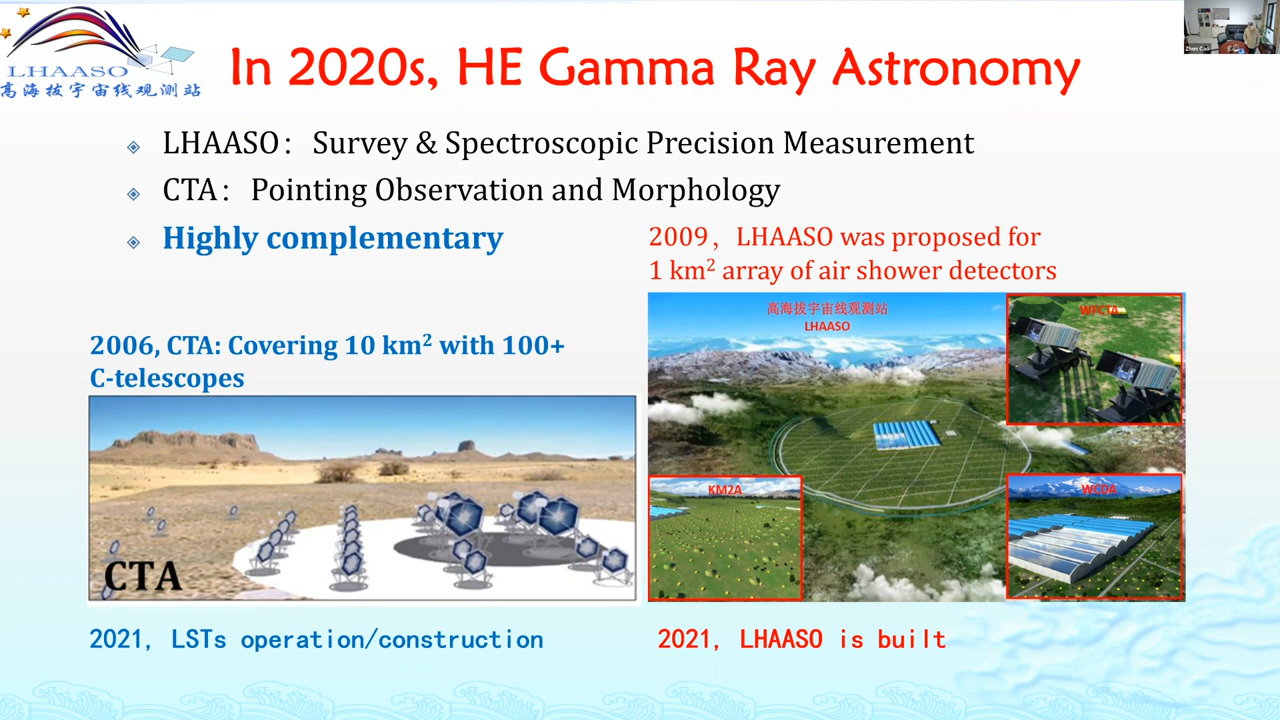 LHAASO
高海拔宇宙线观测站
In 2020s, HE Gamma Ray Astronomy
Zhen Cao
LHAASO： Survey & Spectroscopic Precision Measurement
CTA： Pointing Observation and Morphology
Highly complementary
2009，LHAASO was proposed for
1 km² array of air shower detectors
2006, CTA: Covering 10 km² with 100+
C-telescopes
CTA
高海拔宇宙线观测站
LHAASO
WFCTA
KM2A
WCDA
2021, LSTs operation/construction
2021, LHAASO is built